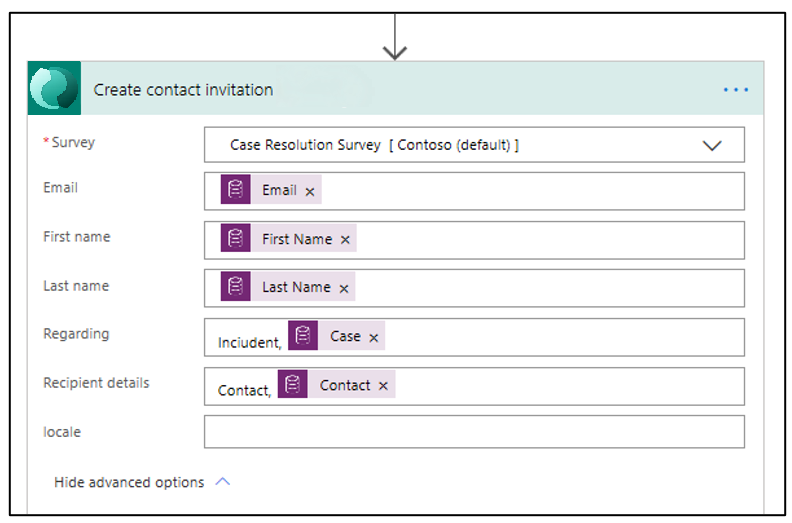 Create contact invitation
* Survey
Case Resolution Survey [ Contoso (default) ]
Email
Email ×
First name
First Name ×
Last name
Last Name ×
Regarding
Inciudent, Case ×
Recipient details
Contact, Contact ×
locale
Hide advanced options